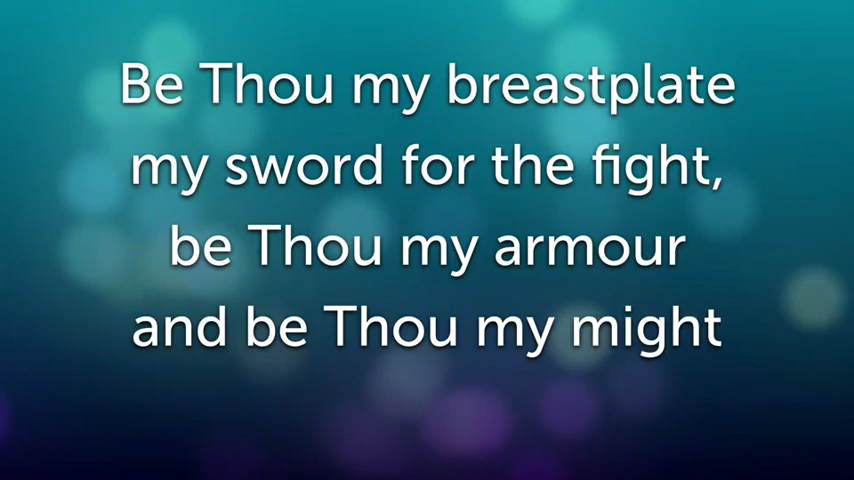 Be Thou my breastplate
my sword for the fight,
be Thou my armour
and be Thou my might